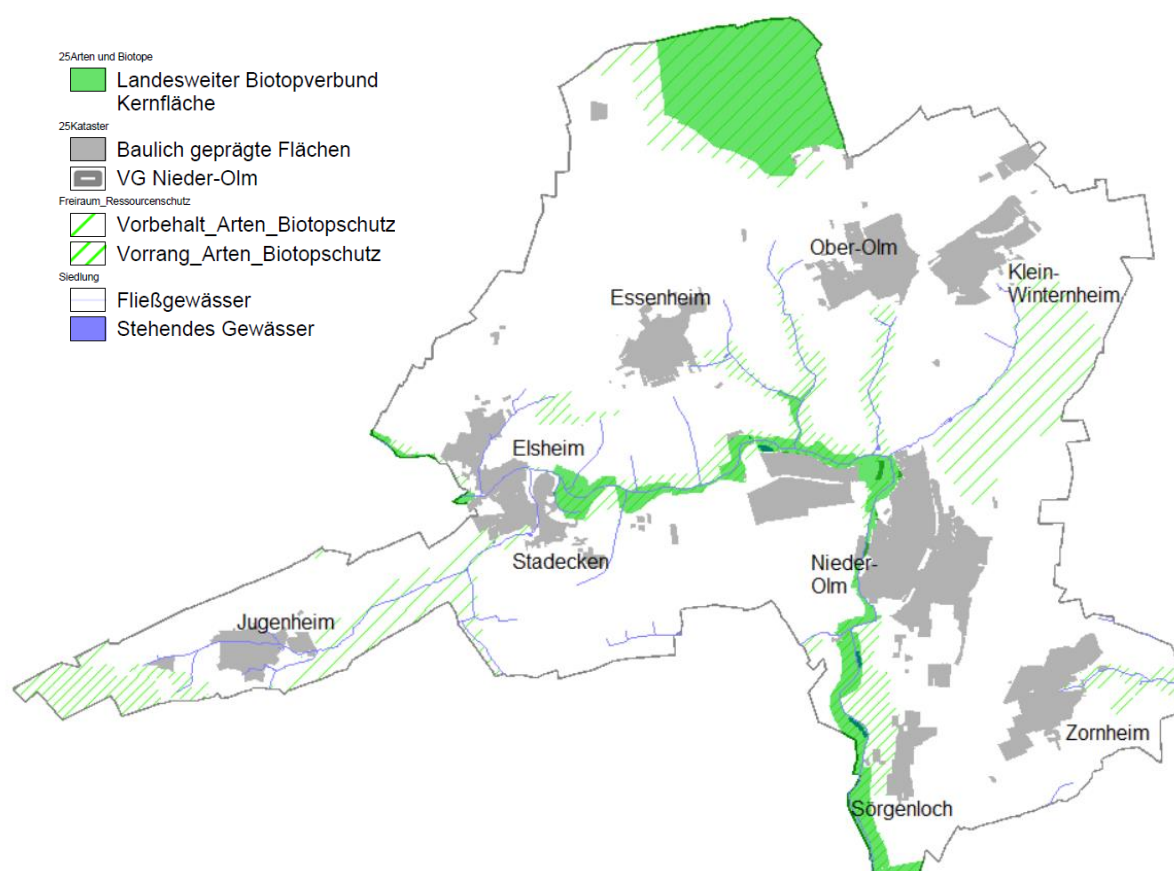 25Arten und Biotope
Landesweiter Biotopverbund
Kernfläche
25Kataster
Baulich geprägte Flächen
VG Nieder-Olm
Freiraum_Ressourcenschutz
Vorbehalt_Arten_Biotopschutz
Vorrang_Arten_Biotopschutz
Siedlung
Fließgewässer
Stehendes Gewässer
Ober-Olm
Klein-
Winternheim
Essenheim
Elsheim
Stadecken
Nieder-
Olm
Jugenheim
Zornheim
Sörgenloch